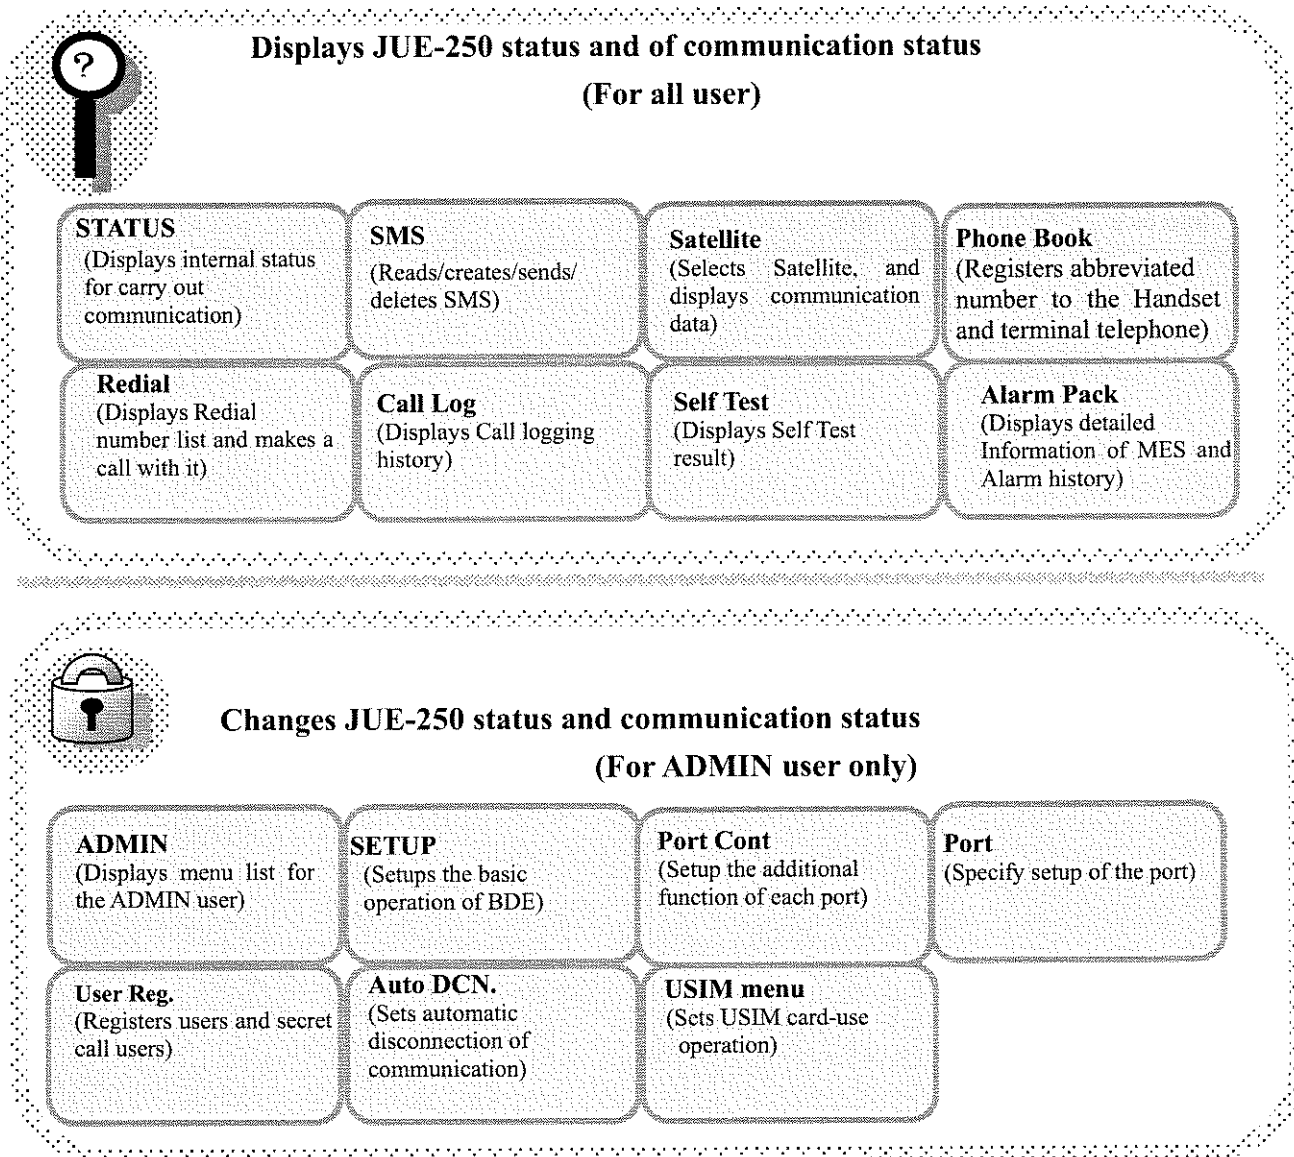 ?
Displays JUE-250 status and of communication status
(For all user)
STATUS
(Displays internal status
for carry out
communication)
SMS
(Reads/creates/sends/
deletes SMS)
Satellite
(Selects Satellite, and
displays communication
data)
Phone Book
(Registers abbreviated
number to the Handset
and terminal telephone)
Redial
(Displays Redial
number list and makes a
call with it)
Call Log
(Displays Call logging
history)
Self Test
(Displays Self Test
result)
Alarm Pack
(Displays detailed
Information of MES and
Alarm history)
Changes JUE-250 status and communication status
(For ADMIN user only)
ADMIN
(Displays menu list for
the ADMIN user)
SETUP
(Setups the basic
operation of BDE)
Port Cont
(Setup the additional
function of each port)
Port
(Specify setup of the port)
User Reg.
(Registers users and secret
call users)
Auto DCN.
(Sets automatic
disconnection of
communication)
USIM menu
(Sets USIM card-use
operation)